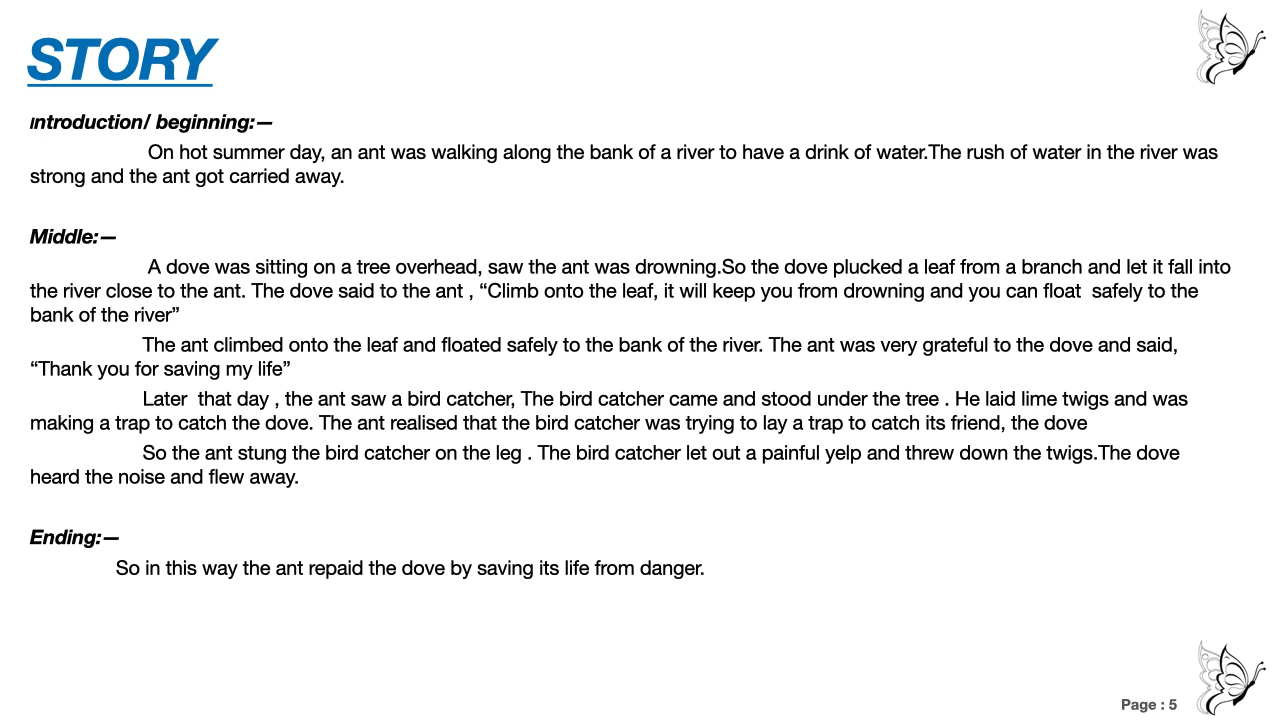 STORY
Introduction/ beginning:—
On hot summer day, an ant was walking along the bank of a river to have a drink of water.The rush of water in the river was
strong and the ant got carried away.
Middle:—
A dove was sitting on a tree overhead, saw the ant was drowning.So the dove plucked a leaf from a branch and let it fall into
the river close to the ant. The dove said to the ant , “Climb onto the leaf, it will keep you from drowning and you can float  safely to the
bank of the river”
The ant climbed onto the leaf and floated safely to the bank of the river. The ant was very grateful to the dove and said,
“Thank you for saving my life”
Later  that day , the ant saw a bird catcher, The bird catcher came and stood under the tree . He laid lime twigs and was
making a trap to catch the dove. The ant realised that the bird catcher was trying to lay a trap to catch its friend, the dove
So the ant stung the bird catcher on the leg . The bird catcher let out a painful yelp and threw down the twigs.The dove
heard the noise and flew away.
Ending:—
So in this way the ant repaid the dove by saving its life from danger.
Page : 5